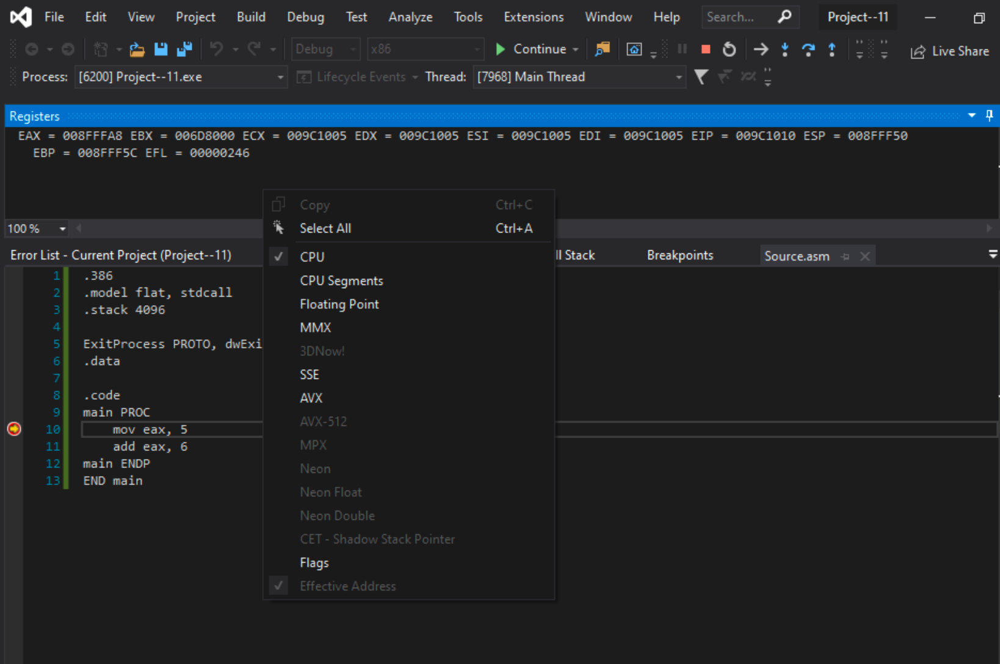 File Edit View Project Build Debug Test Analyze Tools Extensions Window Help Search... Project--11
Debug x86 Continue Live Share
Process: [6200] Project--11.exe Lifecycle Events Thread: [7968] Main Thread
Registers
EAX = 008FFFA8 EBX = 006D8000 ECX = 009C1005 EDX = 009C1005 ESI = 009C1005 EDI = 009C1005 EIP = 009C1010 ESP = 008FFF50
EBP = 008FFF5C EFL = 00000246
100 %
Error List - Current Project (Project--11) ll Stack Breakpoints Source.asm
1 .386
2 .model flat, stdcall
3 .stack 4096
4
5 ExitProcess PROTO, dwExi
6 .data
7
8 .code
9 main PROC
10 mov eax, 5
11 add eax, 6
12 main ENDP
13 END main
Copy Ctrl+C
Select All Ctrl+A
CPU
CPU Segments
Floating Point
MMX
3DNow!
SSE
AVX
AVX-512
MPX
Neon
Neon Float
Neon Double
CET - Shadow Stack Pointer
Flags
Effective Address